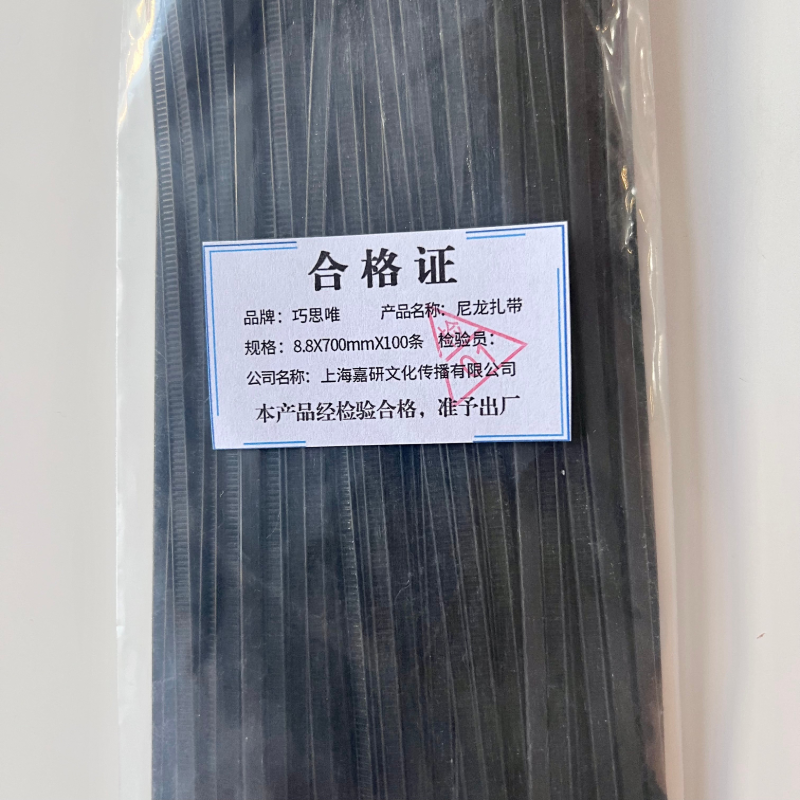 合格证
品牌：巧思唯 产品名称：尼龙扎带
规格：8.8X700mmX100条 检验员：
公司名称：上海嘉研文化传播有限公司
本产品经检验合格，准予出厂
01